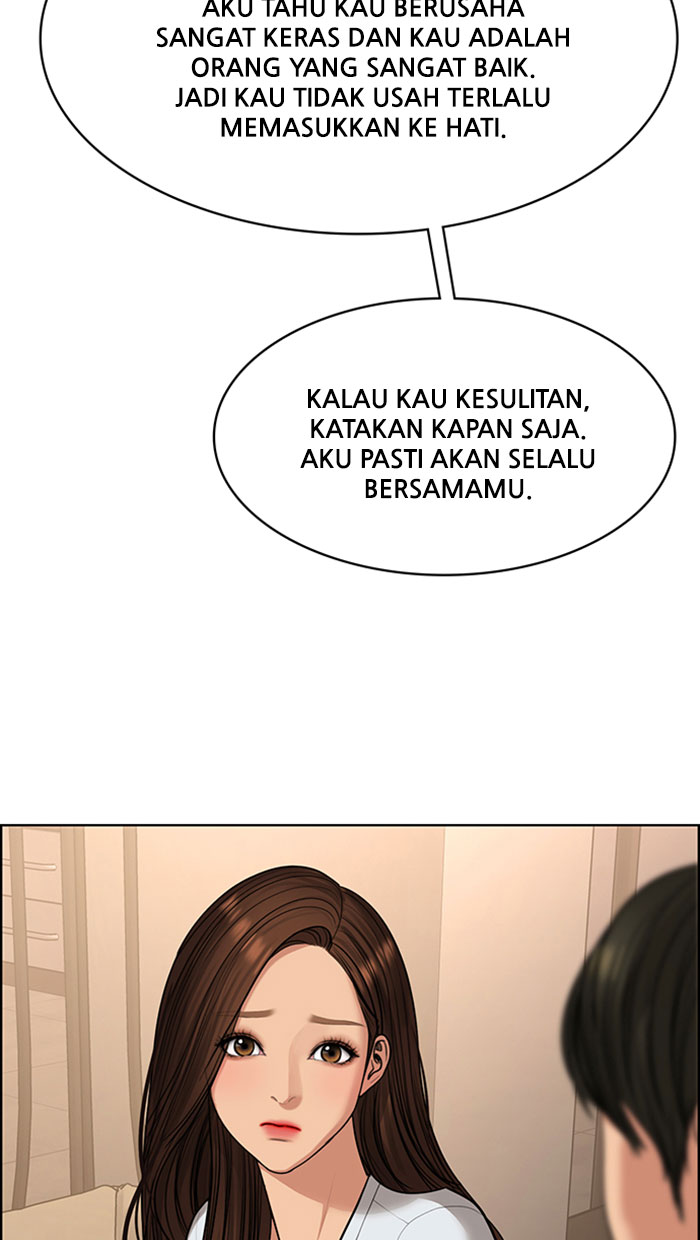 AKU TAHU KAU BERUSAHA
SANGAT KERAS DAN KAU ADALAH
ORANG YANG SANGAT BAIK.
JADI KAU TIDAK USAH TERLALU
MEMASUKKAN KE HATI.
KALAU KAU KESULITAN,
KATAKAN KAPAN SAJA.
AKU PASTI AKAN SELALU
BERSAMAMU.